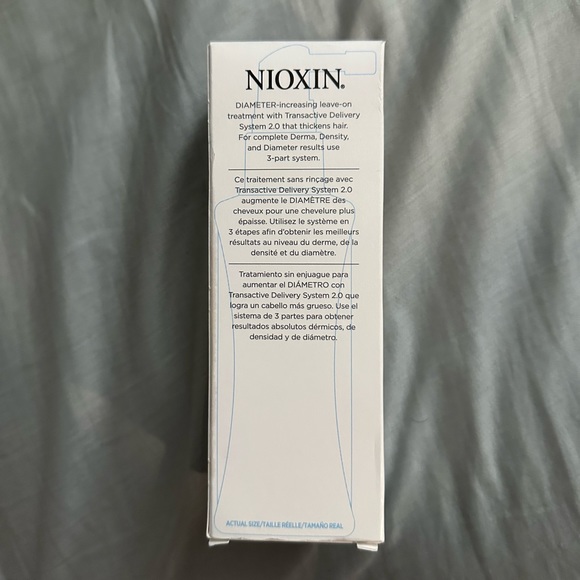 NIOXIN®
DIAMETER-increasing leave-on
treatment with Transactive Delivery
System 2.0 that thickens hair.
For complete Derma, Density,
and Diameter results use
3-part system.
Ce traitement sans rinçage avec
Transactive Delivery System 2.0
augmente le DIAMÈTRE des
cheveux pour une chevelure plus
épaisse. Utilisez le système en
3 étapes afin d'obtenir les meilleurs
résultats au niveau du derme, de la
densité et du diamètre.
Tratamiento sin enjuague para
aumentar el DIÁMETRO con
Transactive Delivery System 2.0 que
logra un cabello más grueso. Use el
sistema de 3 partes para obtener
resultados absolutos dérmicos, de
densidad y de diámetro.
ACTUAL SIZE/TAILLE RÉELLE/TAMAÑO REAL